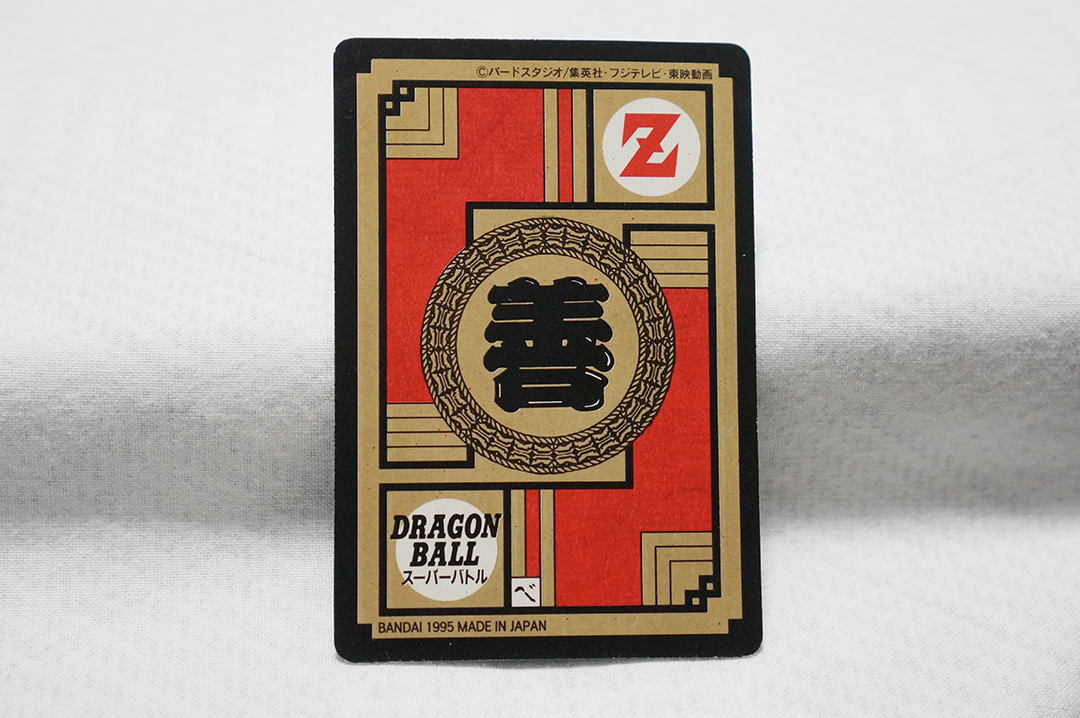 ©バードスタジオ/集英社・フジテレビ・東映動画
Z
善
DRAGON
BALL
スーパーバトル
べ
BANDAI 1995 MADE IN JAPAN